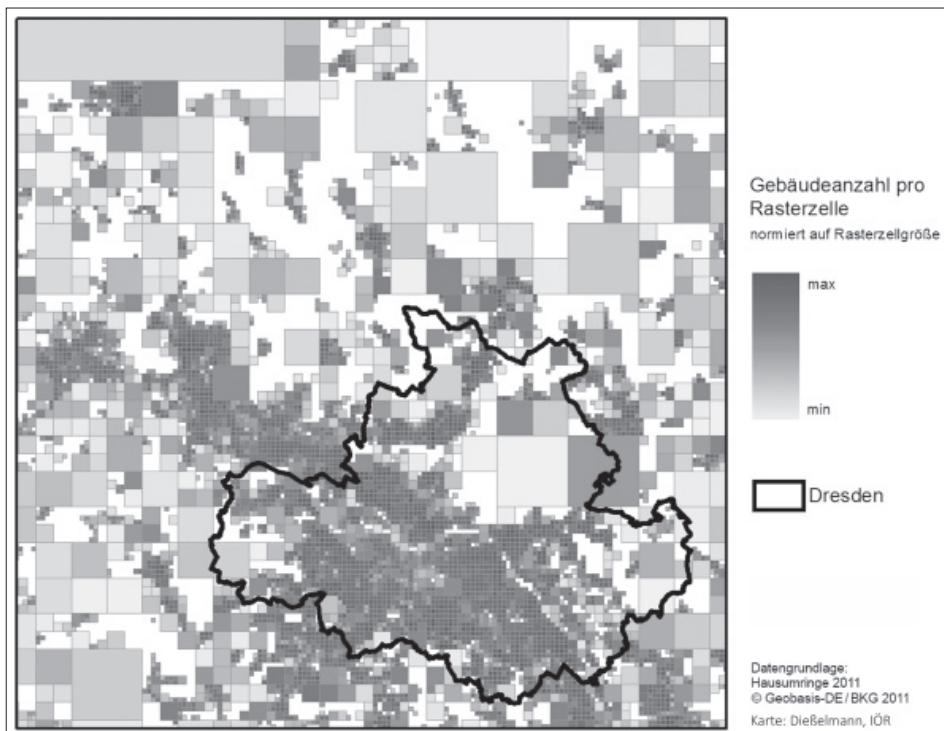 Gebäudeanzahl pro
Rasterzelle
normiert auf Rasterzellgröße
max
min
Dresden
Datengrundlage:
Hausumringe 2011
© Geobasis-DE/BKG 2011
Karte: Dießelmann, IÖR